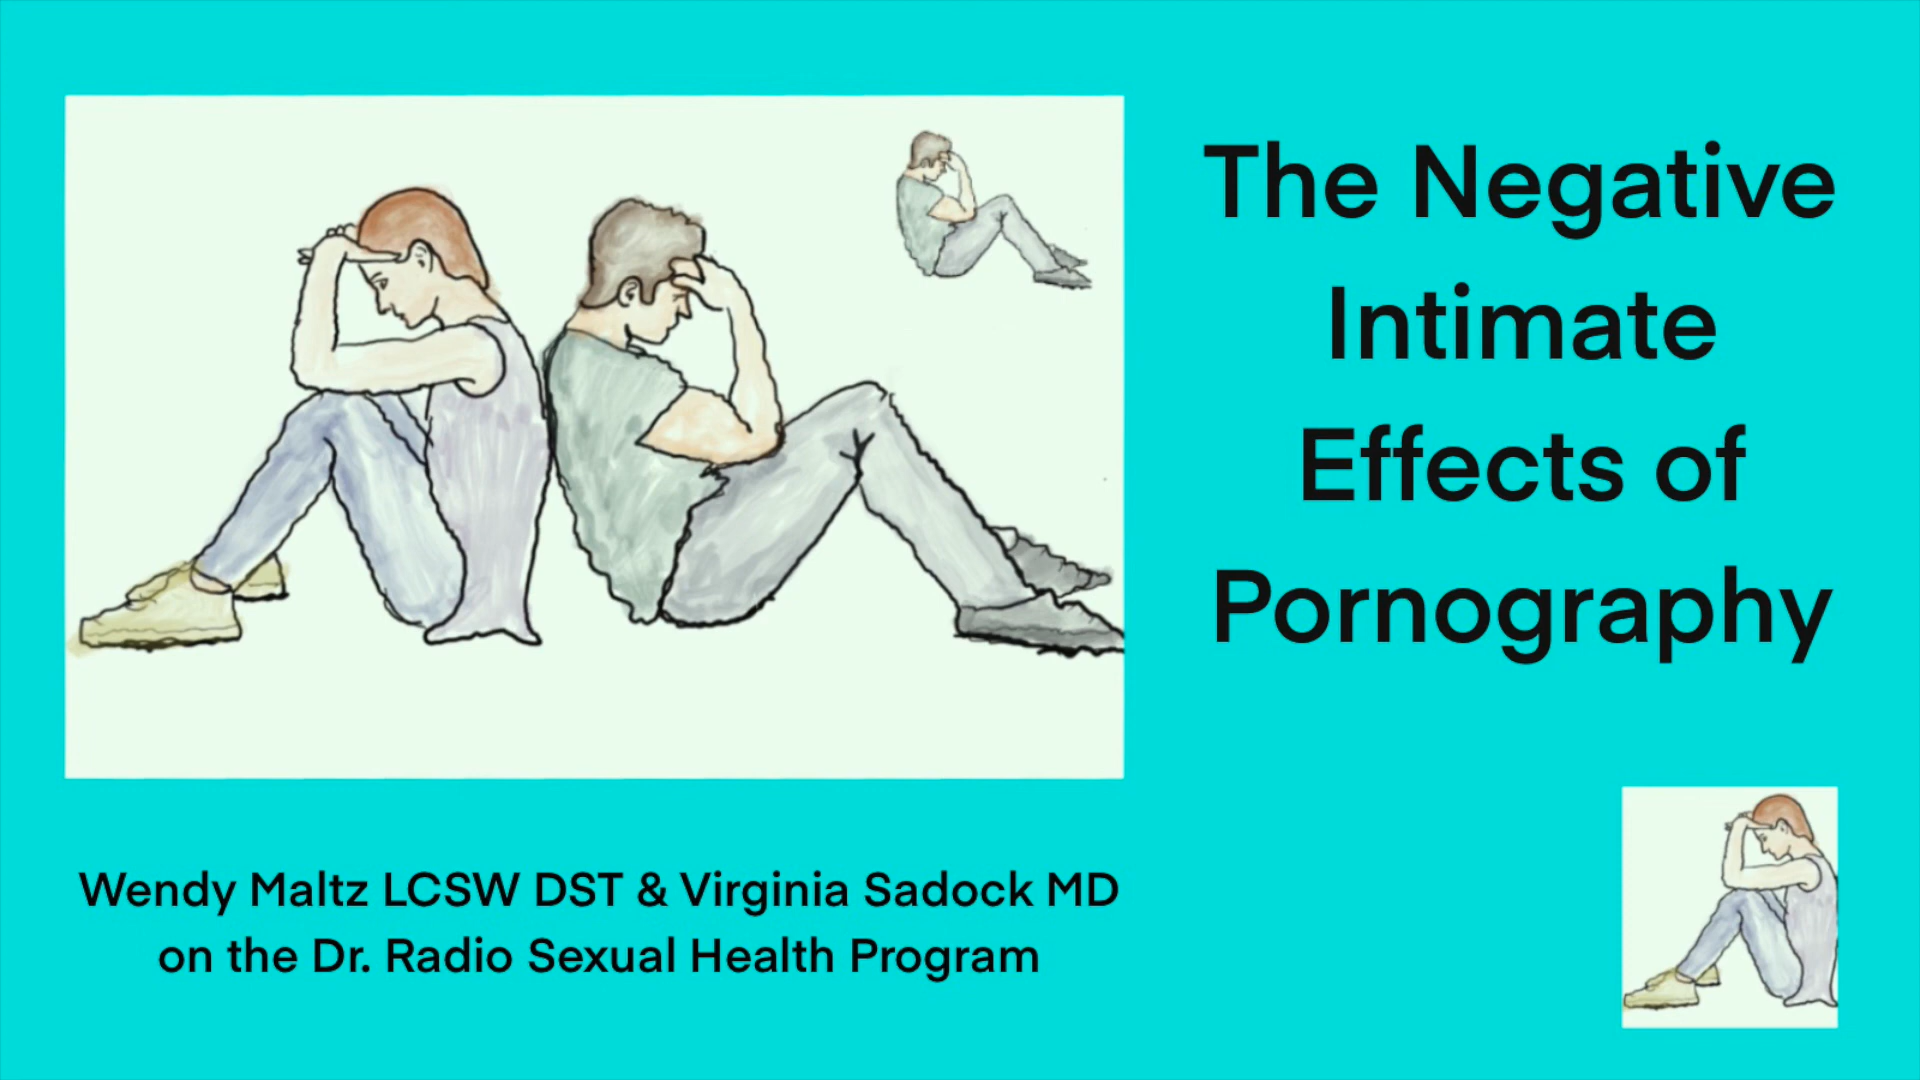 The Negative
Intimate
Effects of
Pornography
Wendy Maltz LCSW DST & Virginia Sadock MD
on the Dr. Radio Sexual Health Program